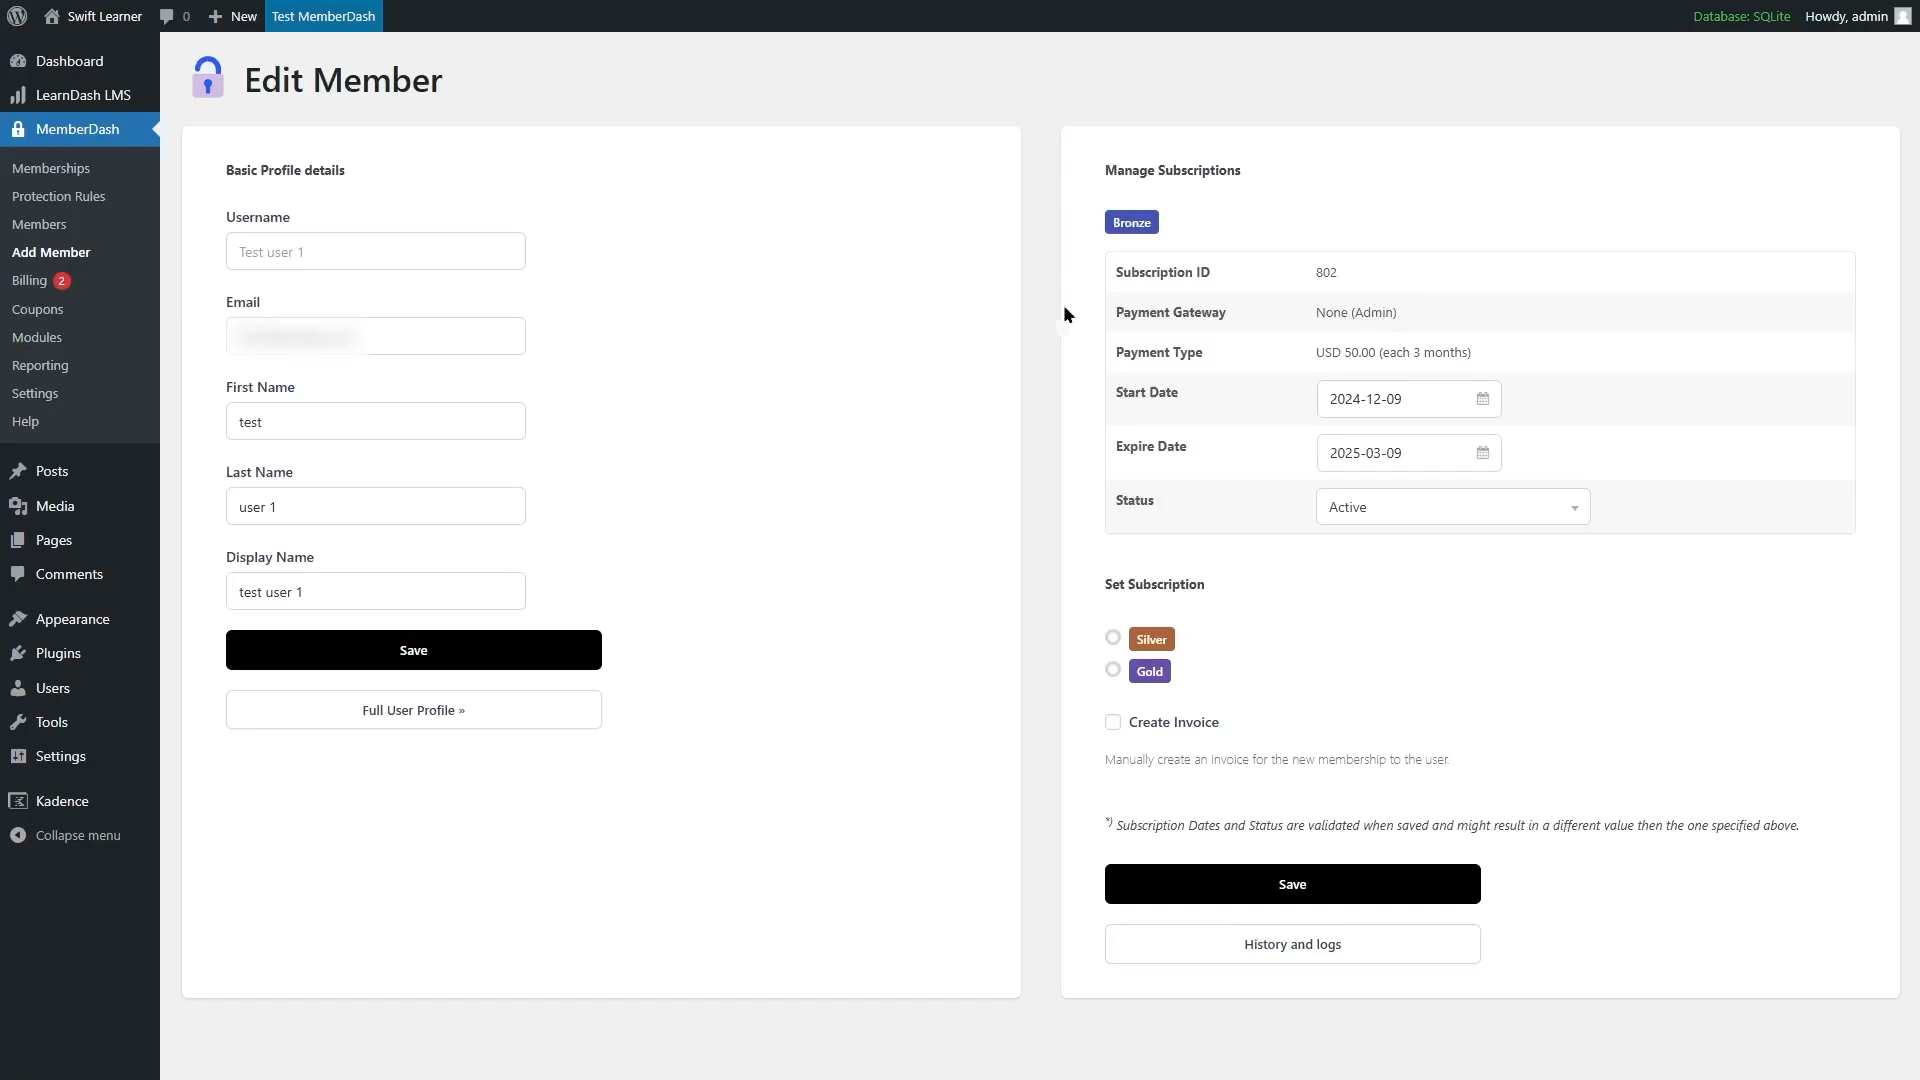 Swift Learner
0
New
Test MemberDash
Database: SQLite
Howdy, admin
Dashboard
LearnDash LMS
MemberDash
Memberships
Protection Rules
Members
Add Member
Billing 2
Coupons
Modules
Reporting
Settings
Help
Posts
Media
Pages
Comments
Appearance
Plugins
Users
Tools
Settings
Kadence
Collapse menu
Edit Member
Basic Profile details
Username
Test user 1
Email
First Name
test
Last Name
user 1
Display Name
test user 1
Save
Full User Profile »
Manage Subscriptions
Bronze
Subscription ID 802
Payment Gateway None (Admin)
Payment Type USD 50.00 (each 3 months)
Start Date 2024-12-09
Expire Date 2025-03-09
Status Active
Set Subscription
Silver
Gold
Create Invoice
Manually create an invoice for the new membership to the user.
*) Subscription Dates and Status are validated when saved and might result in a different value then the one specified above.
Save
History and logs